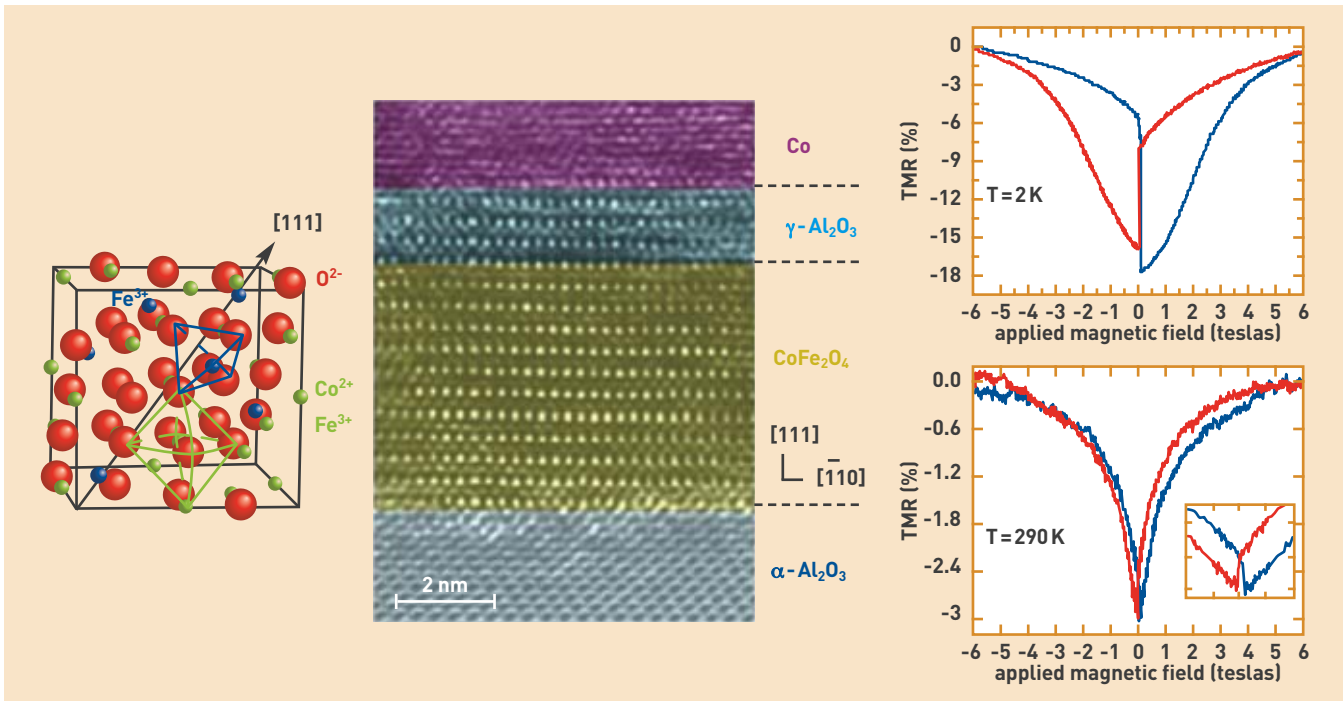 [111]
O²⁻
Fe³⁺
Co²⁺
Fe³⁺
Co
γ-Al₂O₃
CoFe₂O₄
[111]
[1̅10]
α-Al₂O₃
2 nm
0
-3
-6
-9
-12
-15
-18
TMR (%)
T = 2 K
-6 -5 -4 -3 -2 -1 0 1 2 3 4 5 6
applied magnetic field (teslas)
0.0
-0.6
-1.2
-1.8
-2.4
-3
TMR (%)
T = 290 K
-6 -5 -4 -3 -2 -1 0 1 2 3 4 5 6
applied magnetic field (teslas)